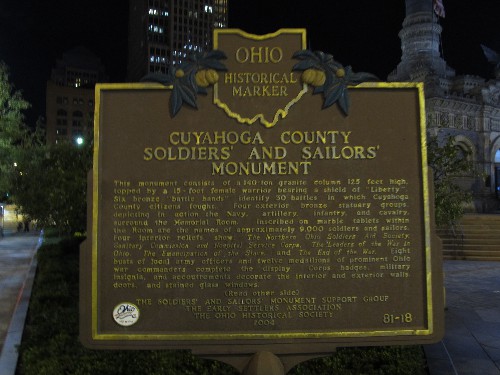 OHIO
HISTORICAL
MARKER
CUYAHOGA COUNTY
SOLDIERS' AND SAILORS'
MONUMENT
This monument consists of a 140 ton granite column 125 feet high,
topped by a 15-foot female warrior bearing a shield of "Liberty".
Six bronze "battle bands" identify 30 battles in which Cuyahoga
County citizens fought. Four exterior bronze statuary groups,
depicting in action the Navy, artillery, infantry, and cavalry,
surround the Memorial Room. Inscribed on marble tablets within
the Room are the names of approximately 9,000 soldiers and sailors.
Four interior reliefs show The Northern Ohio Soldiers Aid Society,
Sanitary Commission and Hospital Service Corps, The Leaders of the War in
Ohio, The Emancipation of the Slave, and The End of the War. Eight
busts of local army officers and twelve medallions of prominent Ohio
war commanders complete the display. Corps badges, military
insignia, and accoutrements decorate the interior and exterior walls
doors, and stained glass windows.
(Read other side)
THE SOLDIERS' AND SAILORS' MONUMENT SUPPORT GROUP
THE EARLY SETTLERS ASSOCIATION
THE OHIO HISTORICAL SOCIETY
2004
81-18